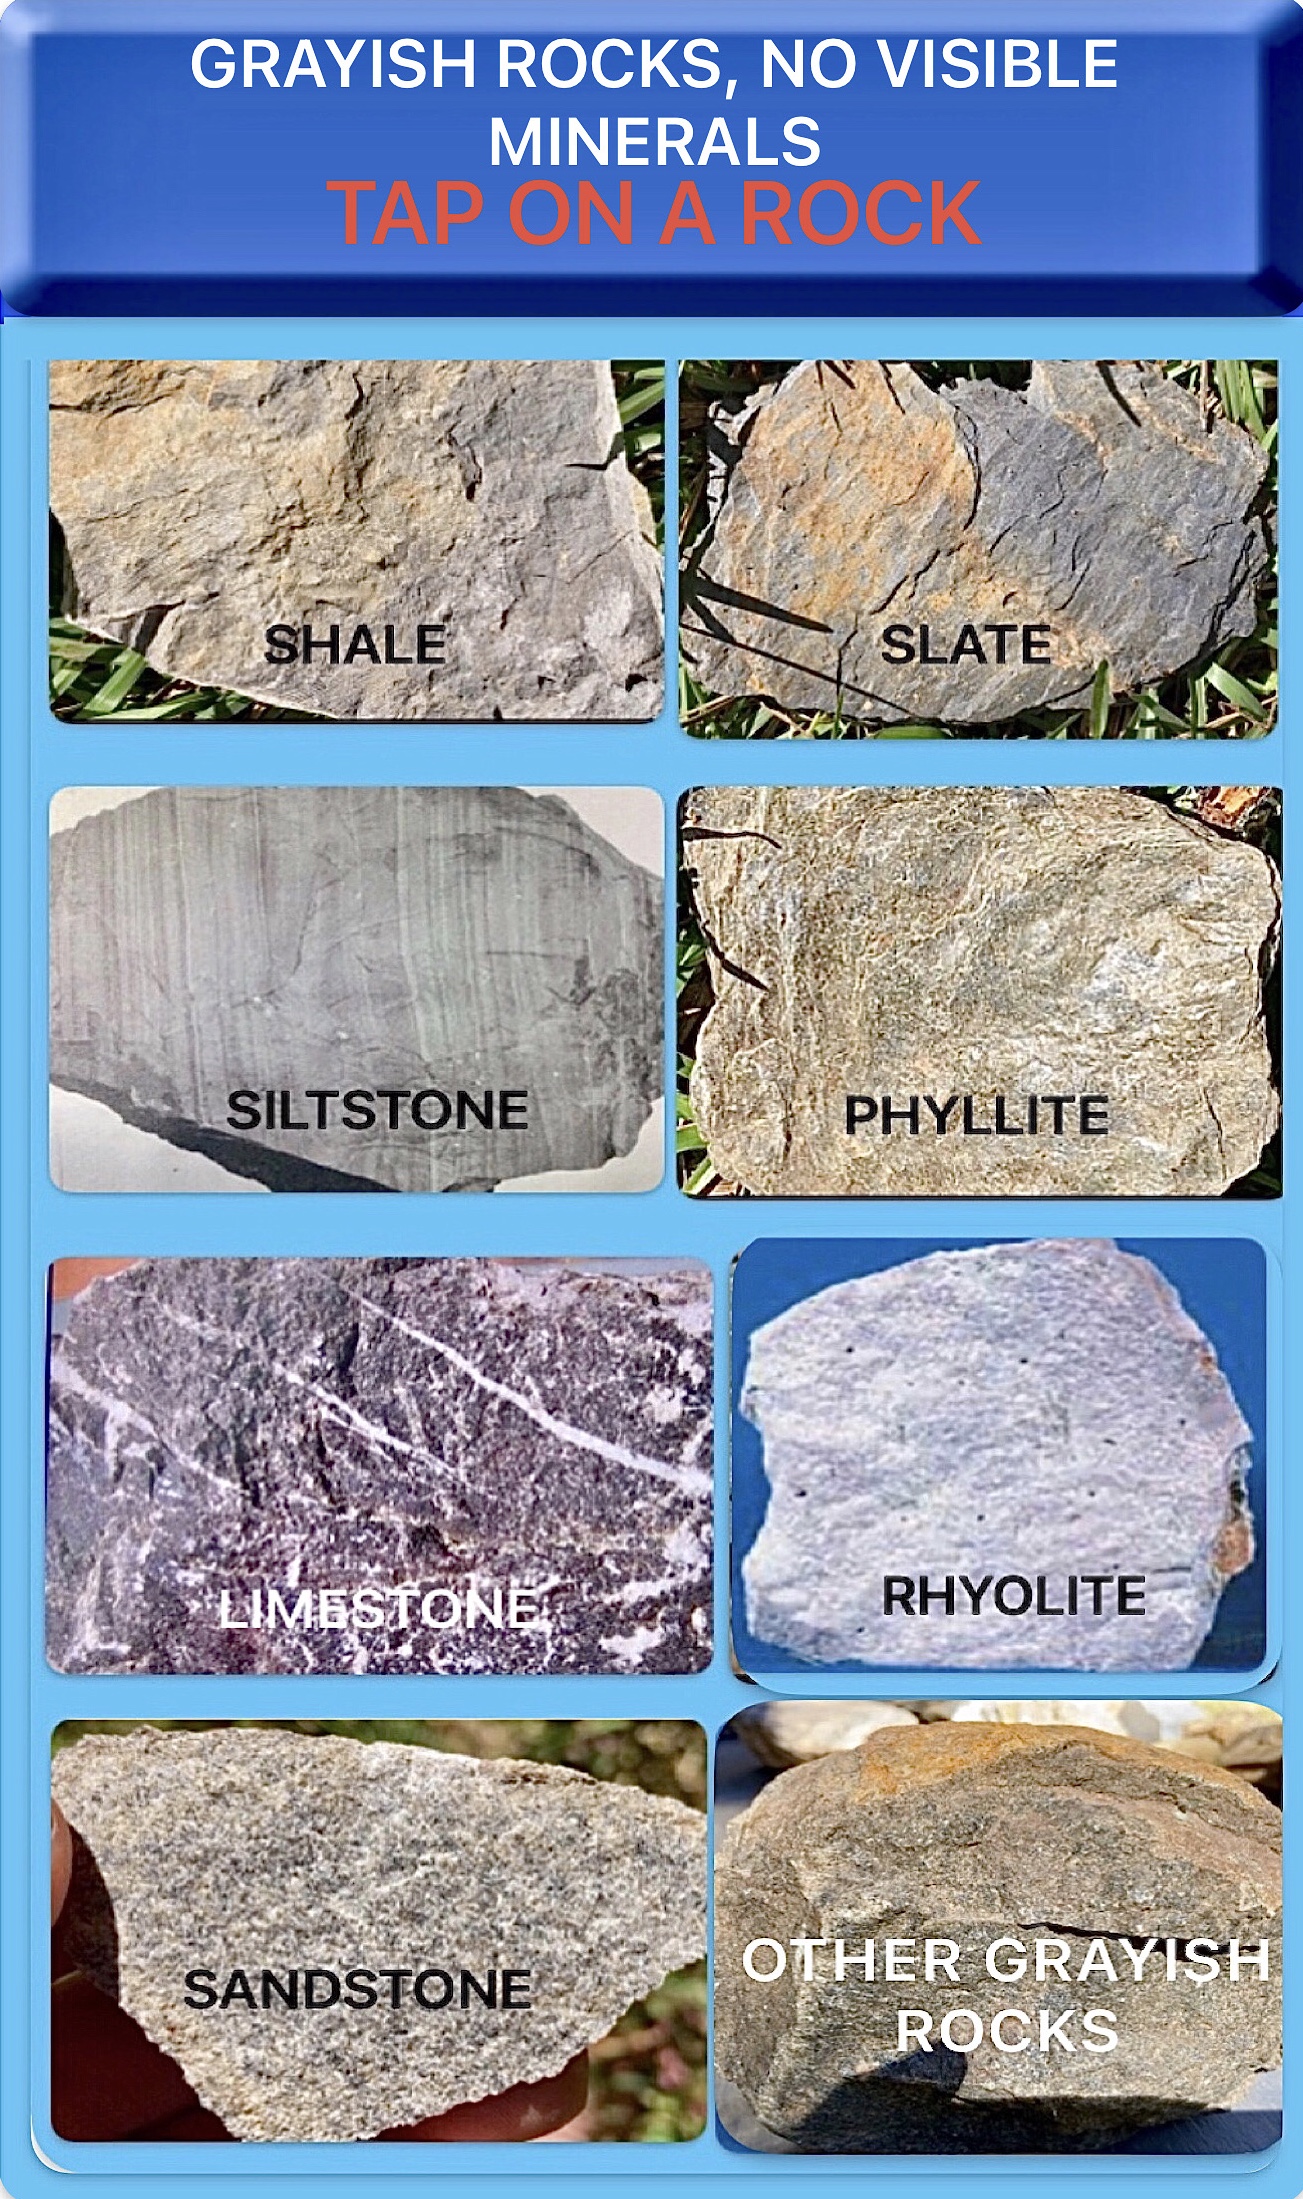 GRAYISH ROCKS, NO VISIBLE
MINERALS
TAP ON A ROCK
SHALE
SLATE
SILTSTONE
PHYLLITE
LIMESTONE
RHYOLITE
SANDSTONE
OTHER GRAYISH
ROCKS